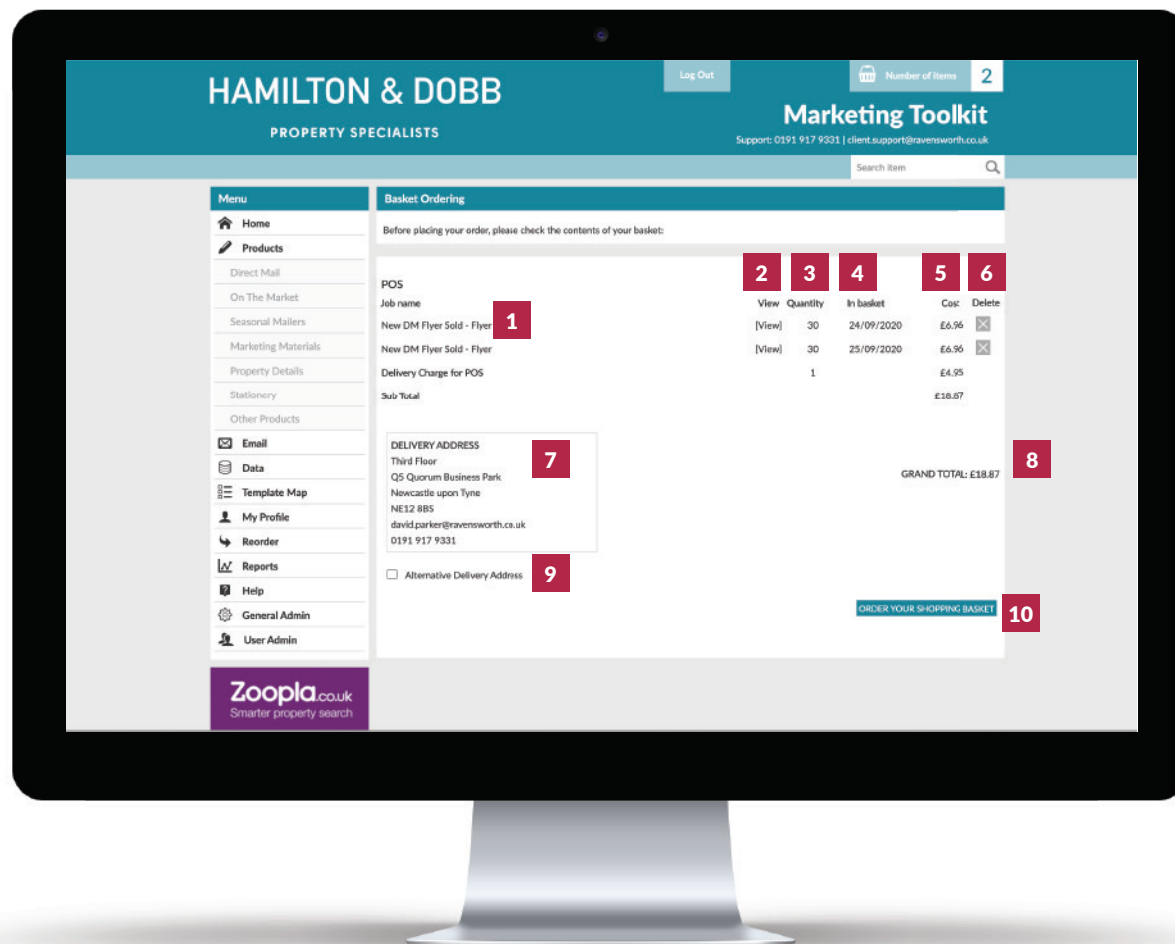 HAMILTON & DOBB
PROPERTY SPECIALISTS
Log Out
Number of items 2
Marketing Toolkit
Support: 0191 917 9331 | client.support@ravensworth.co.uk
Search item
Menu
Home
Products
Direct Mail
On The Market
Seasonal Mailers
Marketing Materials
Property Details
Stationery
Other Products
Email
Data
Template Map
My Profile
Reorder
Reports
Help
General Admin
User Admin
Zoopla.co.uk
Smarter property search
Basket Ordering
Before placing your order, please check the contents of your basket:
2 3 4 5 6
POS
Job name View Quantity In basket Cost Delete
1
New DM Flyer Sold - Flyer [View] 30 24/09/2020 £6.96
New DM Flyer Sold - Flyer [View] 30 25/09/2020 £6.96
Delivery Charge for POS 1 £4.95
Sub Total £18.87
DELIVERY ADDRESS
Third Floor
Q5 Quorum Business Park
Newcastle upon Tyne
NE12 8BS
david.parker@ravensworth.co.uk
0191 917 9331
7
GRAND TOTAL: £18.87
8
Alternative Delivery Address
9
ORDER YOUR SHOPPING BASKET
10